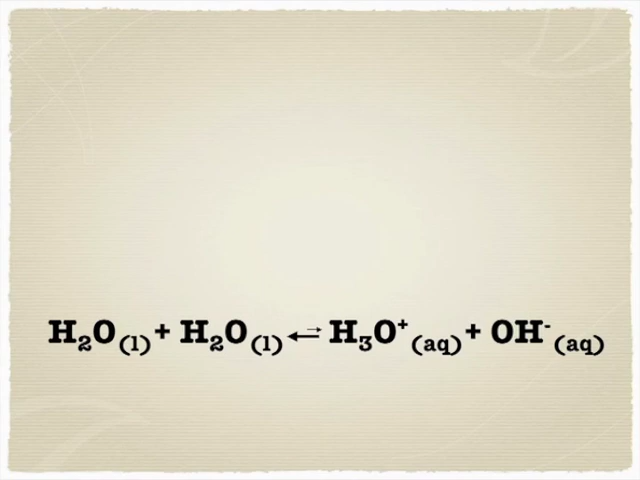 H₂O(l) + H₂O(l) ⇌ H₃O⁺(aq) + OH⁻(aq)